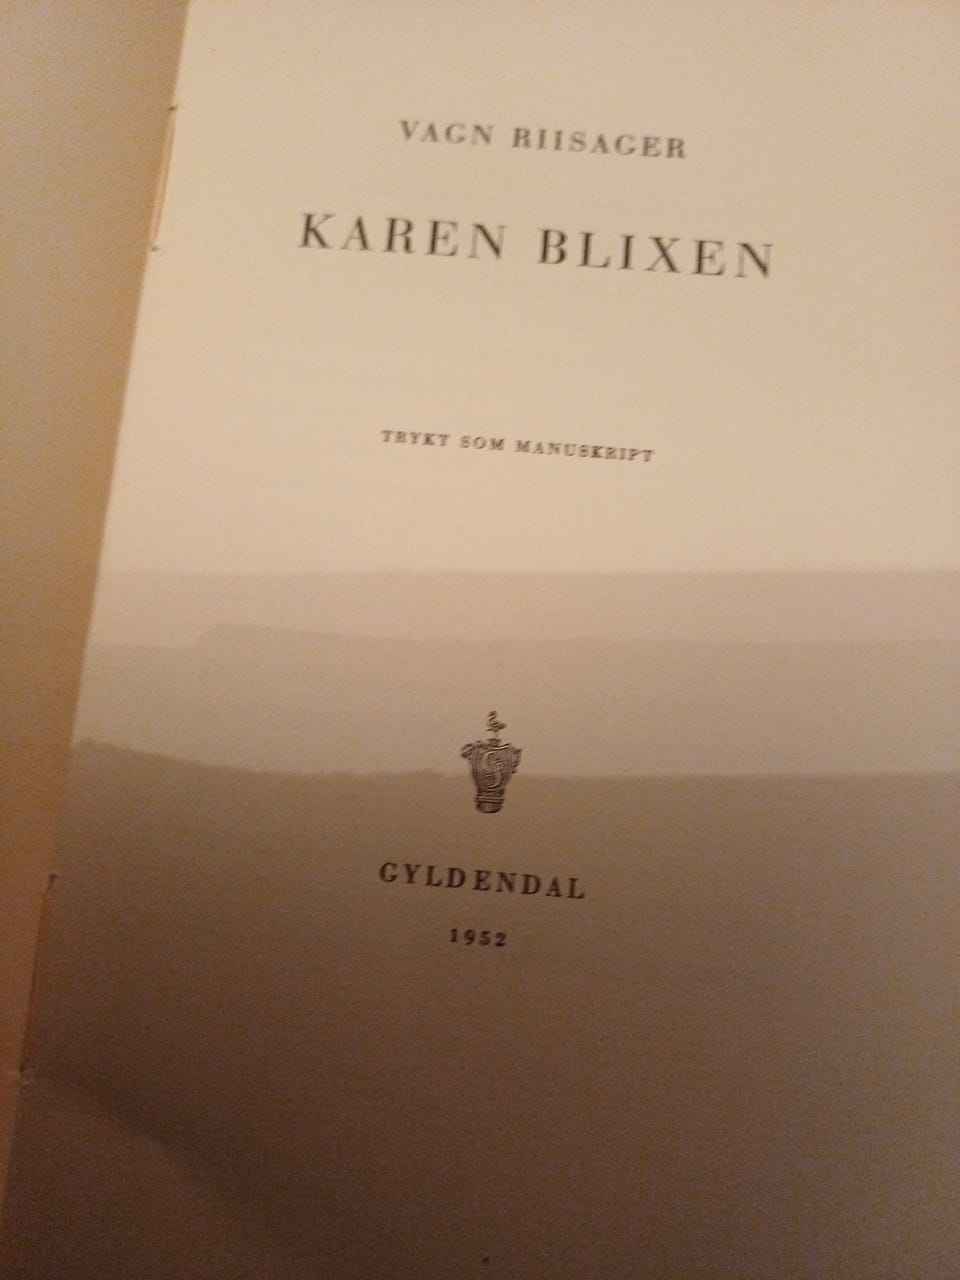 VAGN RIISAGER
KAREN BLIXEN
TRYKT SOM MANUSKRIPT
G
GYLDENDAL
1952